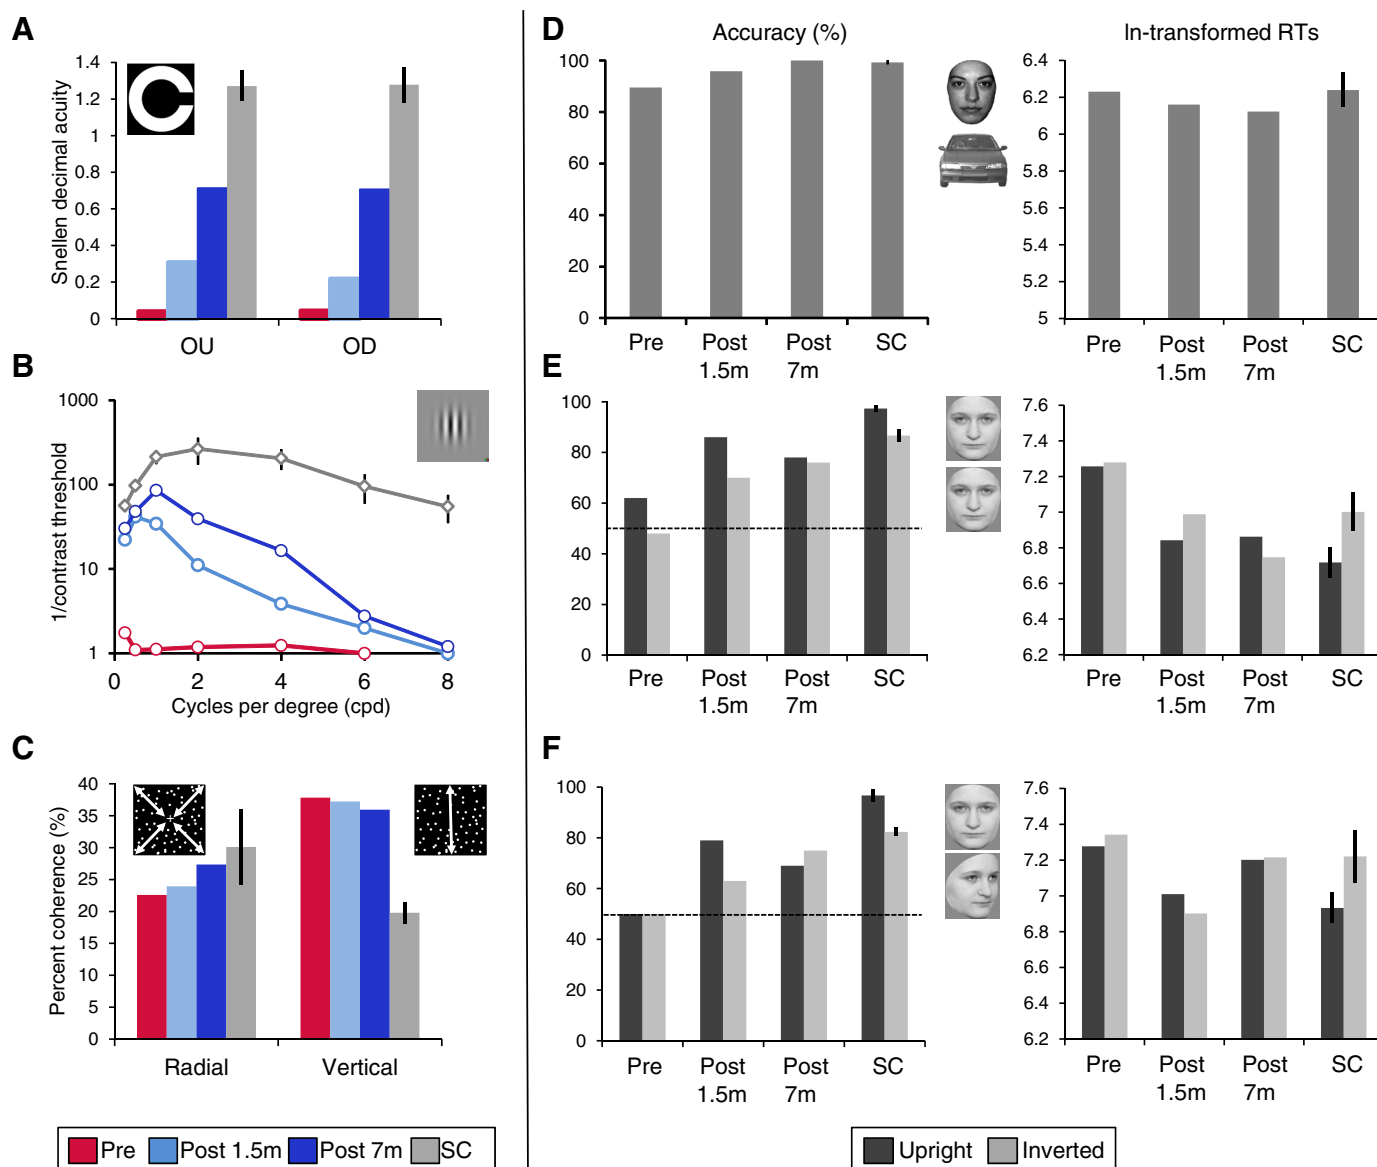 A
Snellen decimal acuity
1.4
1.2
1
0.8
0.6
0.4
0.2
0
OU OD
B
1/contrast threshold
1000
100
10
1
0 2 4 6 8
Cycles per degree (cpd)
C
Percent coherence (%)
40
35
30
25
20
15
10
5
0
Radial Vertical
Pre Post 1.5m Post 7m SC
D
Accuracy (%)
100
80
60
40
20
0
Pre Post 1.5m Post 7m SC
ln-transformed RTs
6.4
6.2
6
5.8
5.6
5.4
5.2
5
Pre Post 1.5m Post 7m SC
E
100
80
60
40
20
0
Pre Post 1.5m Post 7m SC
7.6
7.4
7.2
7
6.8
6.6
6.4
6.2
Pre Post 1.5m Post 7m SC
F
100
80
60
40
20
0
Pre Post 1.5m Post 7m SC
7.6
7.4
7.2
7
6.8
6.6
6.4
6.2
Pre Post 1.5m Post 7m SC
Upright Inverted